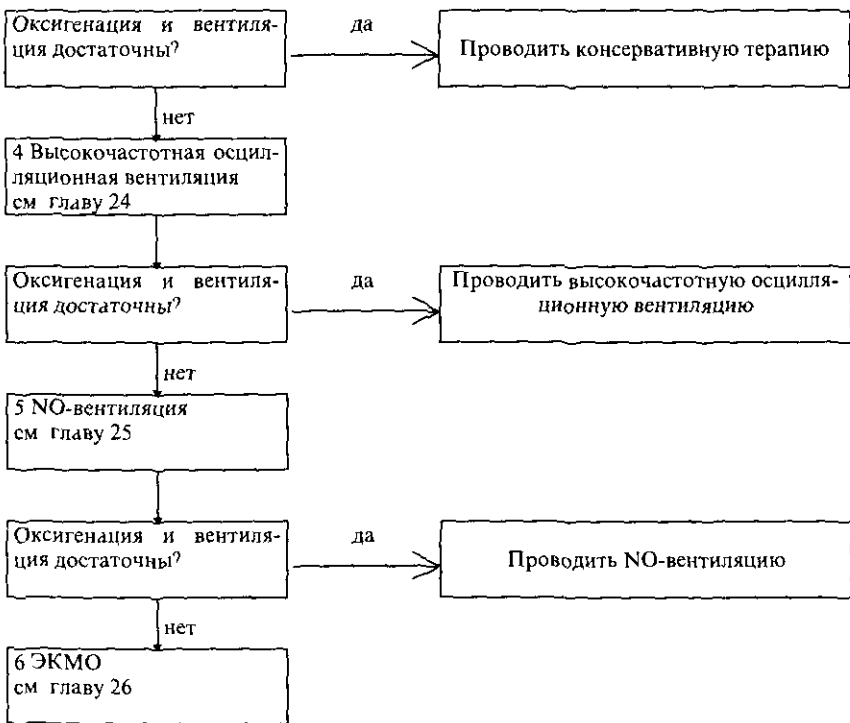 Оксигенация и вентиля-
ция достаточны?
да
Проводить консервативную терапию
нет
4 Высокочастотная осцил-
ляционная вентиляция
см главу 24
Оксигенация и вентиля-
ция достаточны?
да
Проводить высокочастотную осцилля-
ционную вентиляцию
нет
5 NO-вентиляция
см главу 25
Оксигенация и вентиля-
ция достаточны?
да
Проводить NO-вентиляцию
нет
6 ЭКМО
см главу 26